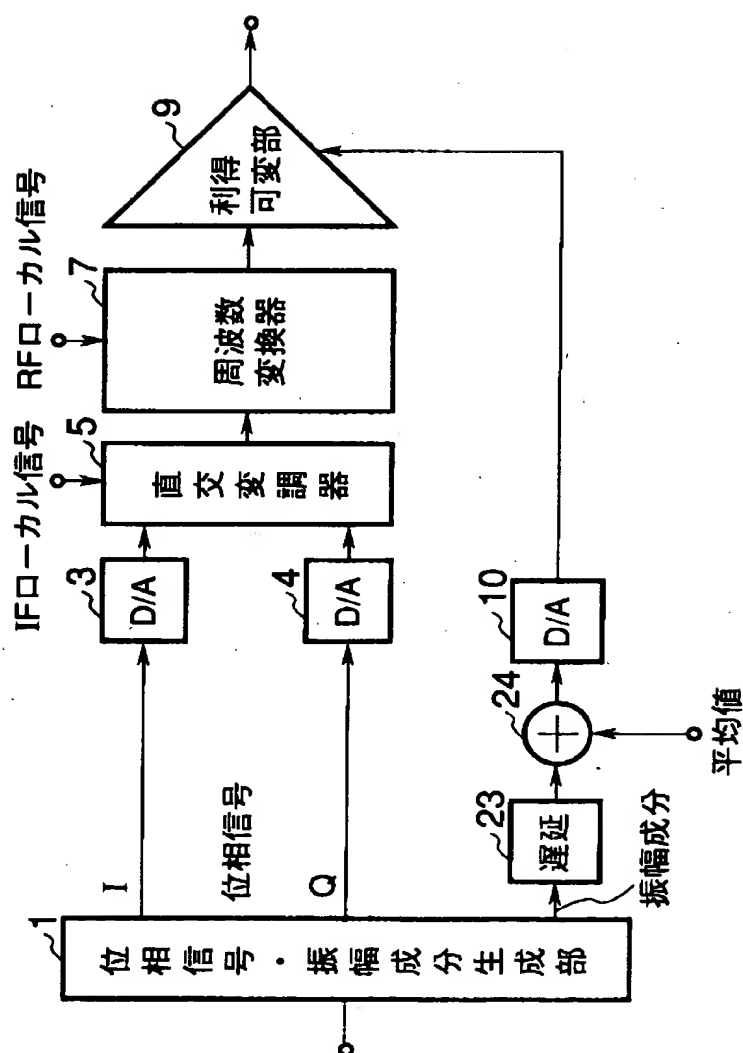 1
位相信号・振幅成分生成部
I
位相信号
Q
振幅成分
3
D/A
4
D/A
23
遅延
24
+
平均値
10
D/A
IFローカル信号
5
直交変調器
RFローカル信号
7
周波数
変換器
9
利得
可変部